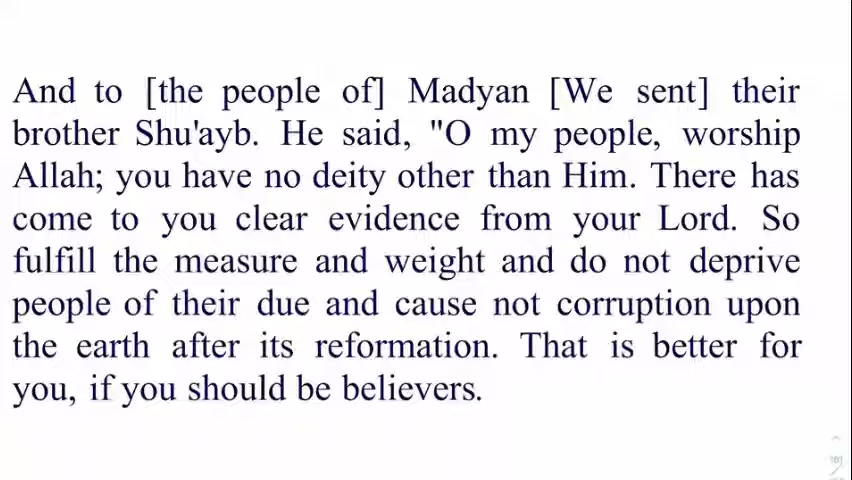 And to [the people of] Madyan [We sent] their
brother Shu'ayb. He said, "O my people, worship
Allah; you have no deity other than Him. There has
come to you clear evidence from your Lord. So
fulfill the measure and weight and do not deprive
people of their due and cause not corruption upon
the earth after its reformation. That is better for
you, if you should be believers.